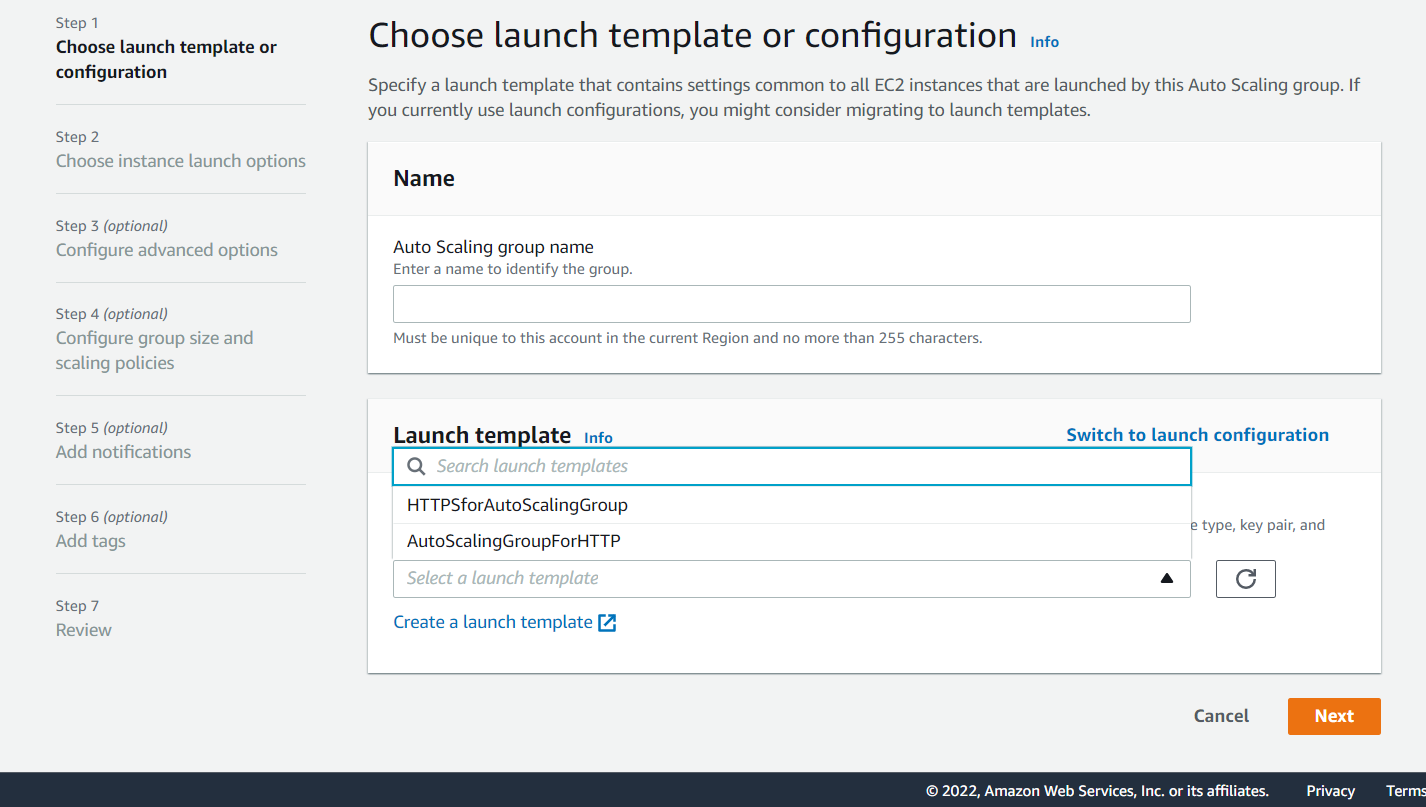 Step 1
Choose launch template or
configuration
Step 2
Choose instance launch options
Step 3 (optional)
Configure advanced options
Step 4 (optional)
Configure group size and
scaling policies
Step 5 (optional)
Add notifications
Step 6 (optional)
Add tags
Step 7
Review
Choose launch template or configuration Info
Specify a launch template that contains settings common to all EC2 instances that are launched by this Auto Scaling group. If
you currently use launch configurations, you might consider migrating to launch templates.
Name
Auto Scaling group name
Enter a name to identify the group.
Must be unique to this account in the current Region and no more than 255 characters.
Launch template Info Switch to launch configuration
Search launch templates
HTTPSforAutoScalingGroup
e type, key pair, and
AutoScalingGroupForHTTP
Select a launch template
Create a launch template
Cancel Next
© 2022, Amazon Web Services, Inc. or its affiliates. Privacy Terms